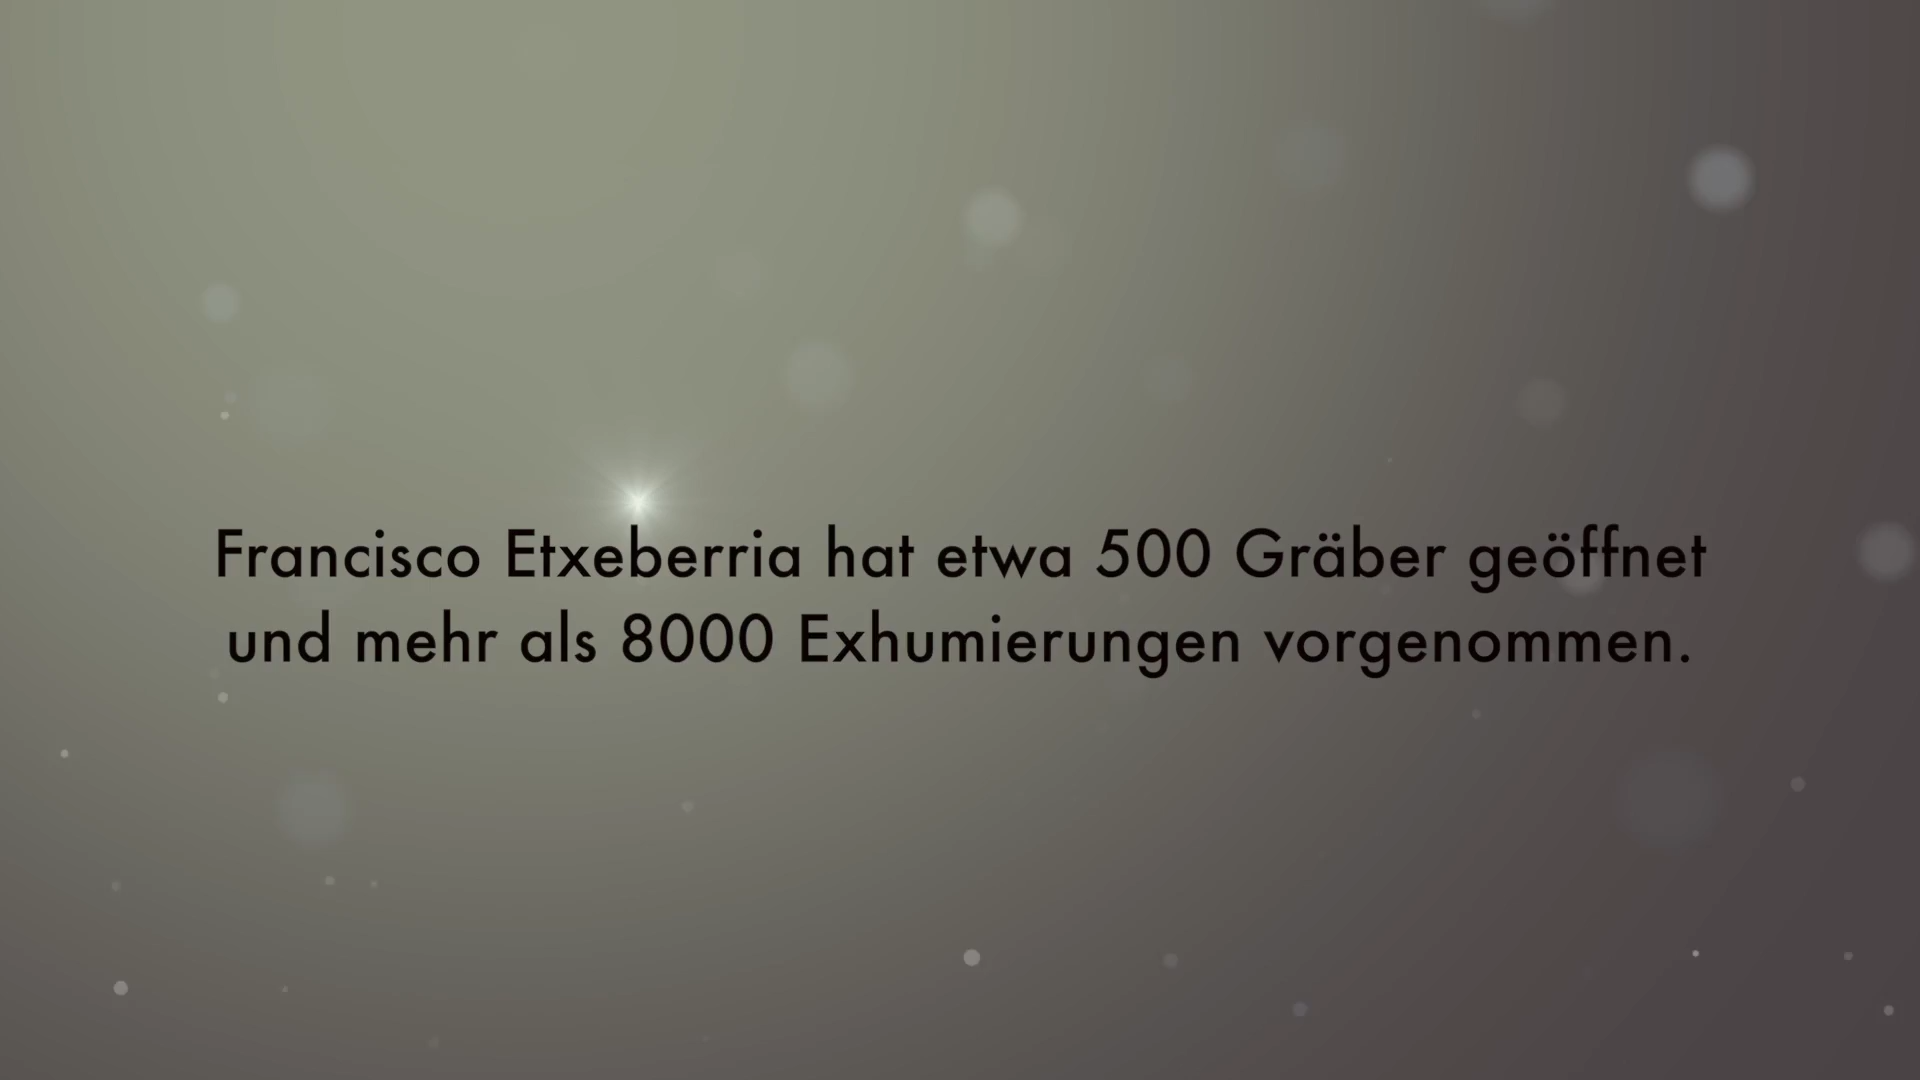 Francisco Etxeberria hat etwa 500 Gräber geöffnet
und mehr als 8000 Exhumierungen vorgenommen.